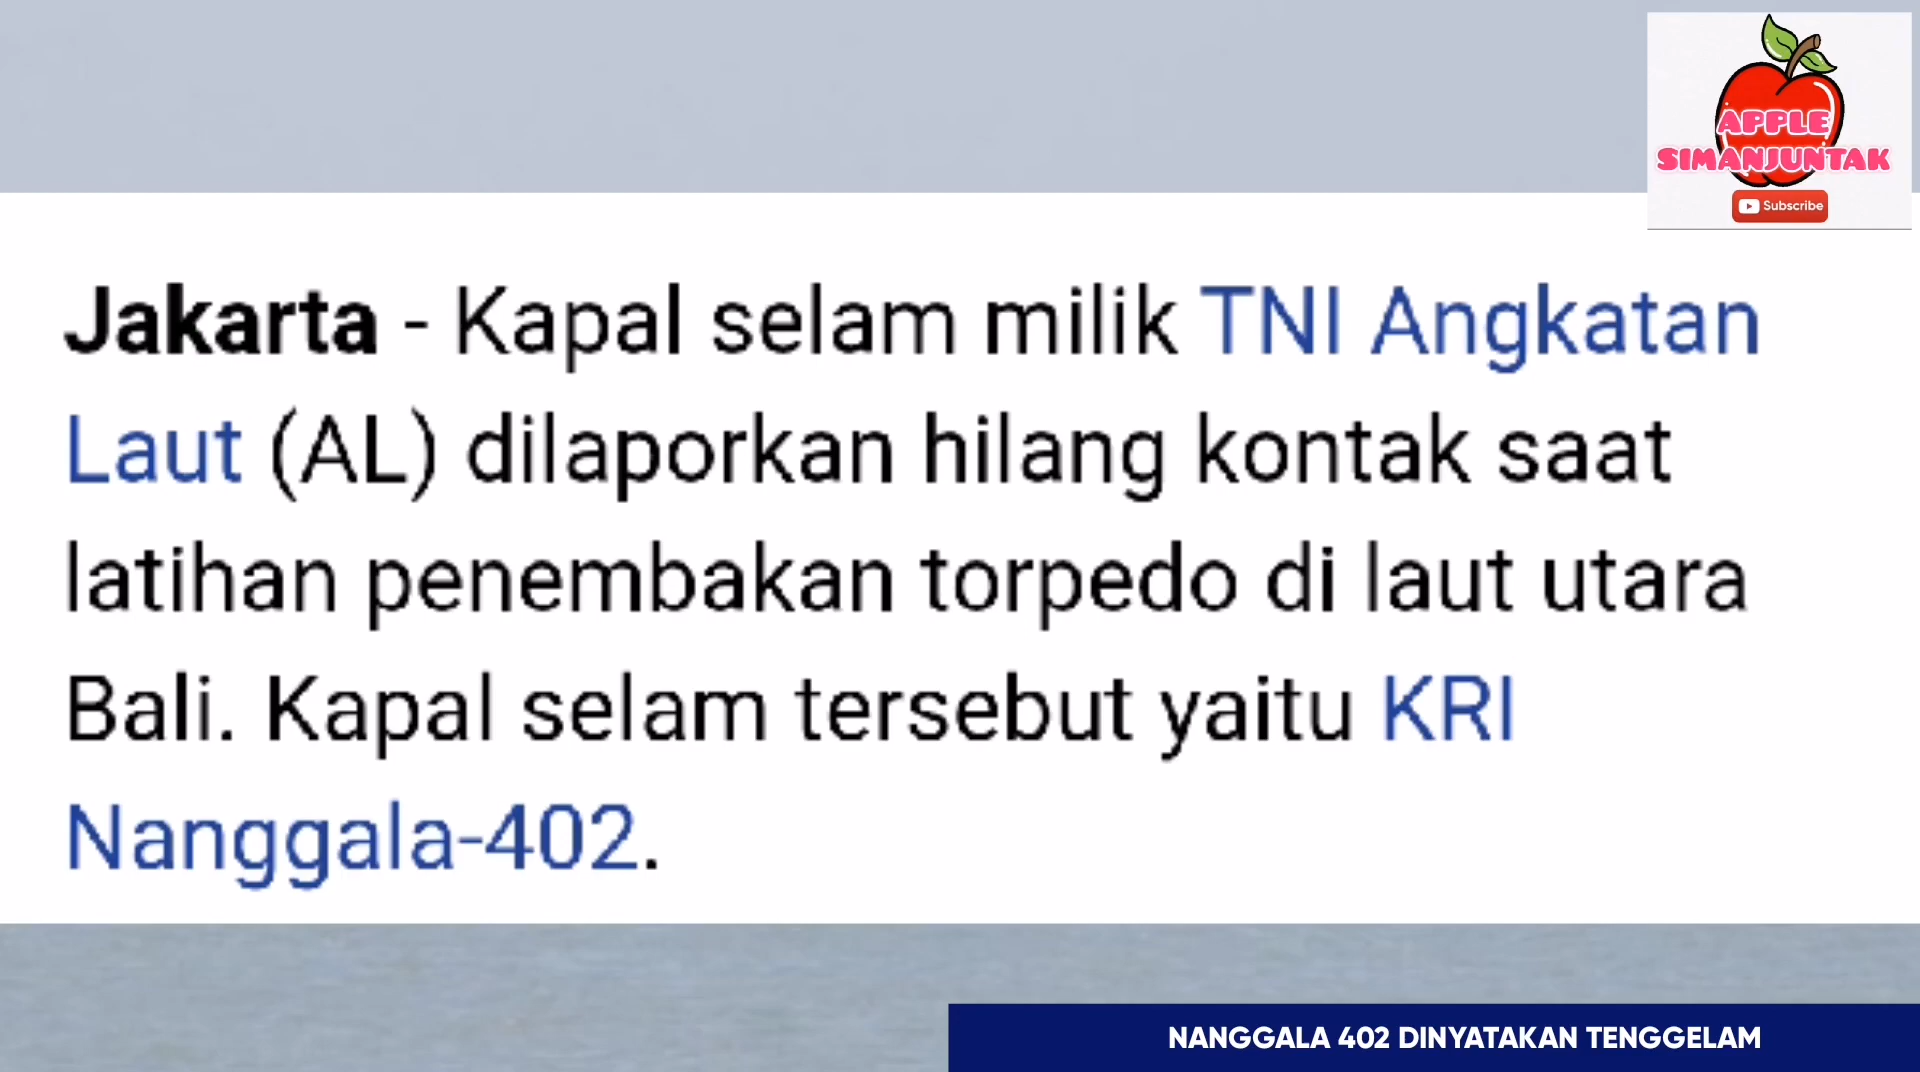 APPLE
SIMANJUNTAK
Subscribe
Jakarta - Kapal selam milik TNI Angkatan
Laut (AL) dilaporkan hilang kontak saat
latihan penembakan torpedo di laut utara
Bali. Kapal selam tersebut yaitu KRI
Nanggala-402.
NANGGALA 402 DINYATAKAN TENGGELAM